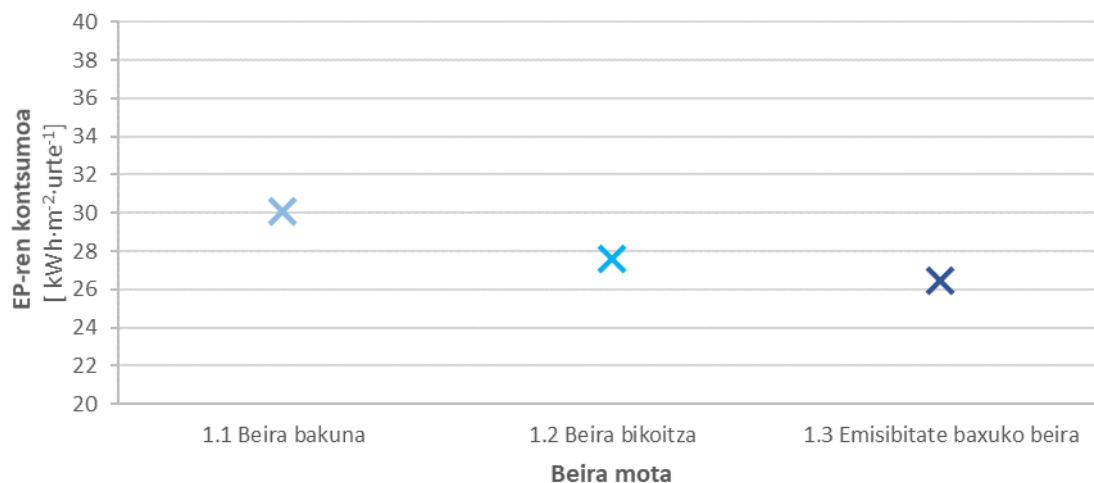 40
38
36
34
32
30
28
26
24
22
20
EP-ren kontsumoa
[ kWh·m⁻²·urte⁻¹]
1.1 Beira bakuna
1.2 Beira bikoitza
1.3 Emisibitate baxuko beira
Beira mota